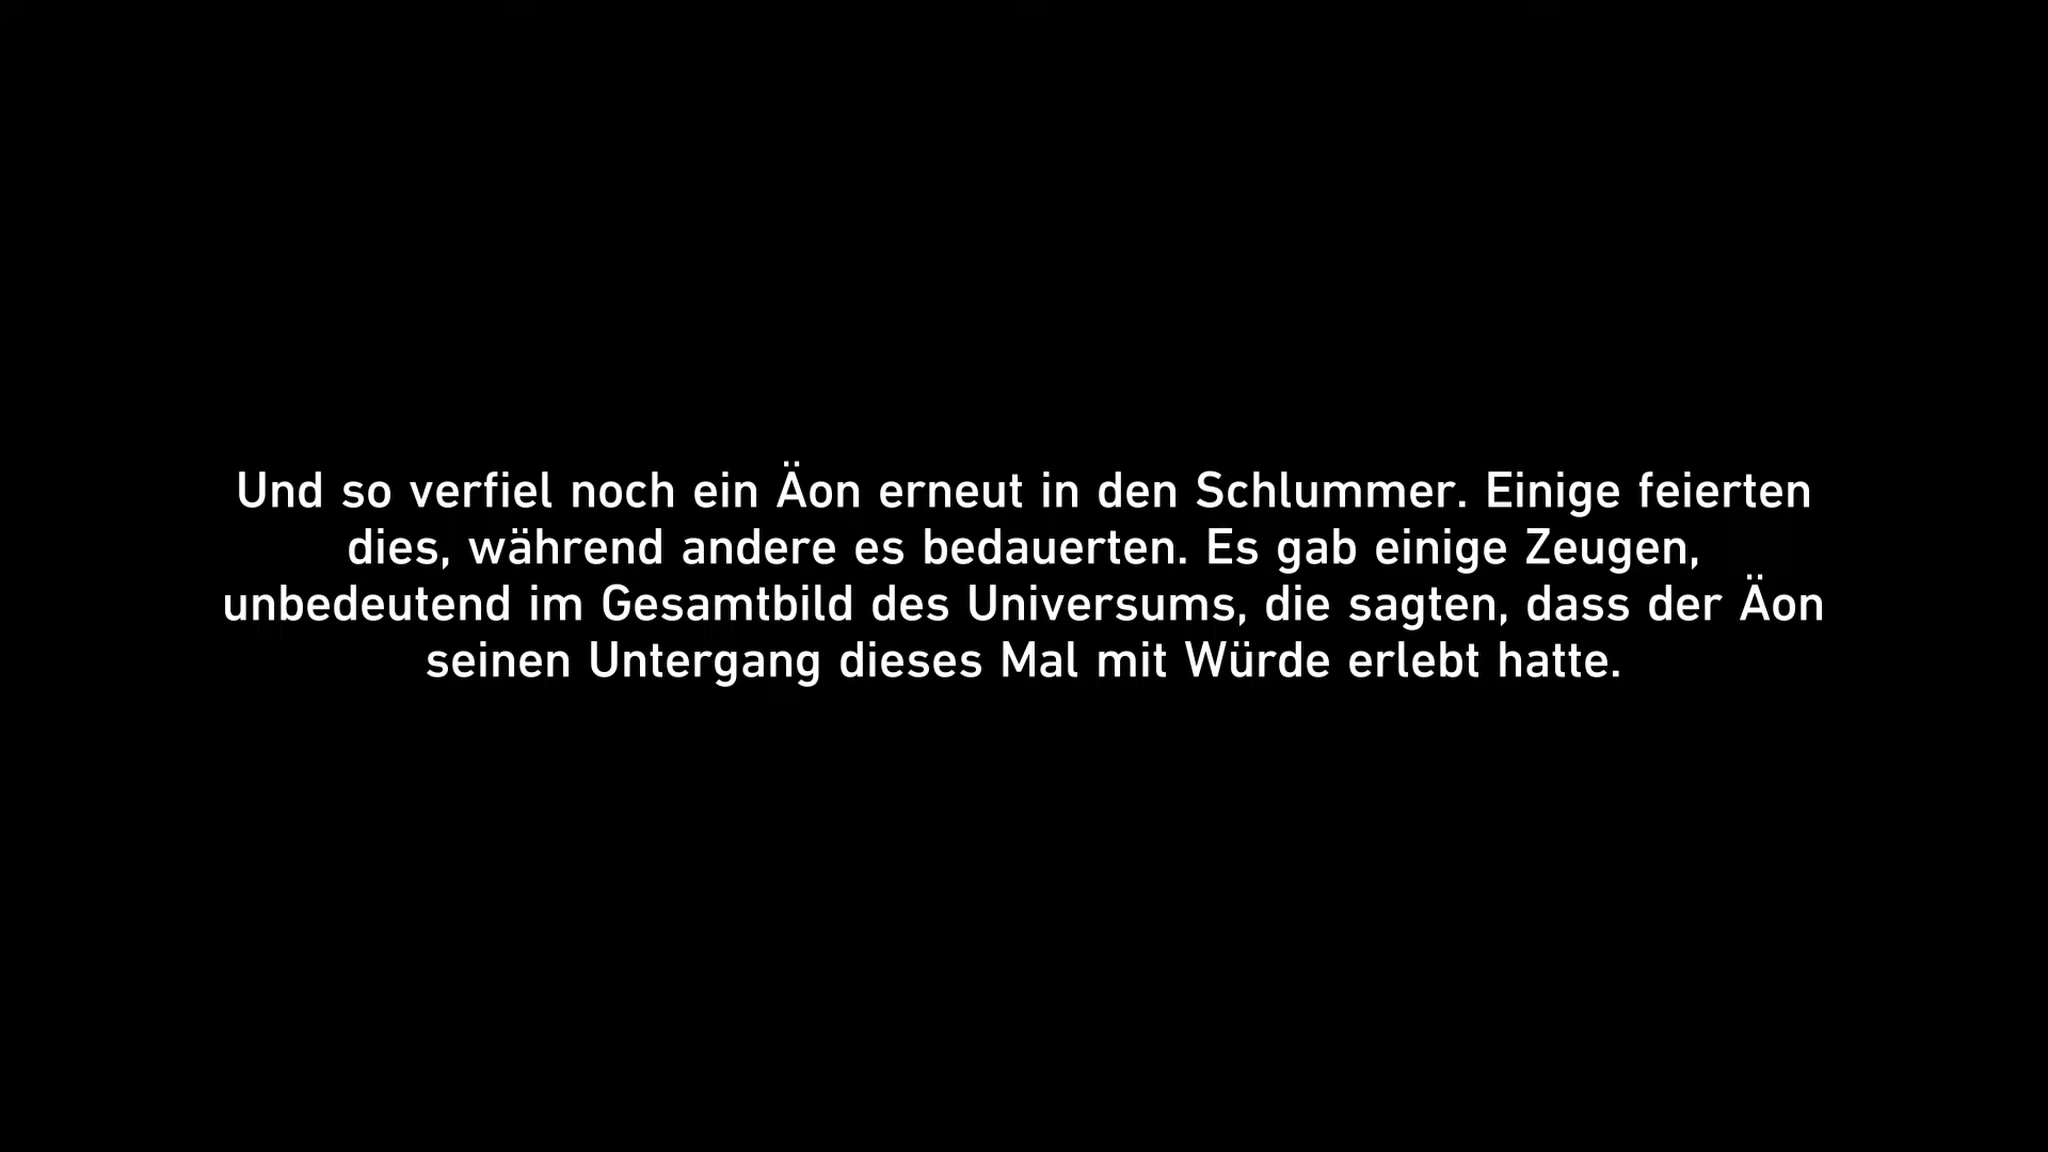 Und so verfiel noch ein Äon erneut in den Schlummer. Einige feierten
dies, während andere es bedauerten. Es gab einige Zeugen,
unbedeutend im Gesamtbild des Universums, die sagten, dass der Äon
seinen Untergang dieses Mal mit Würde erlebt hatte.